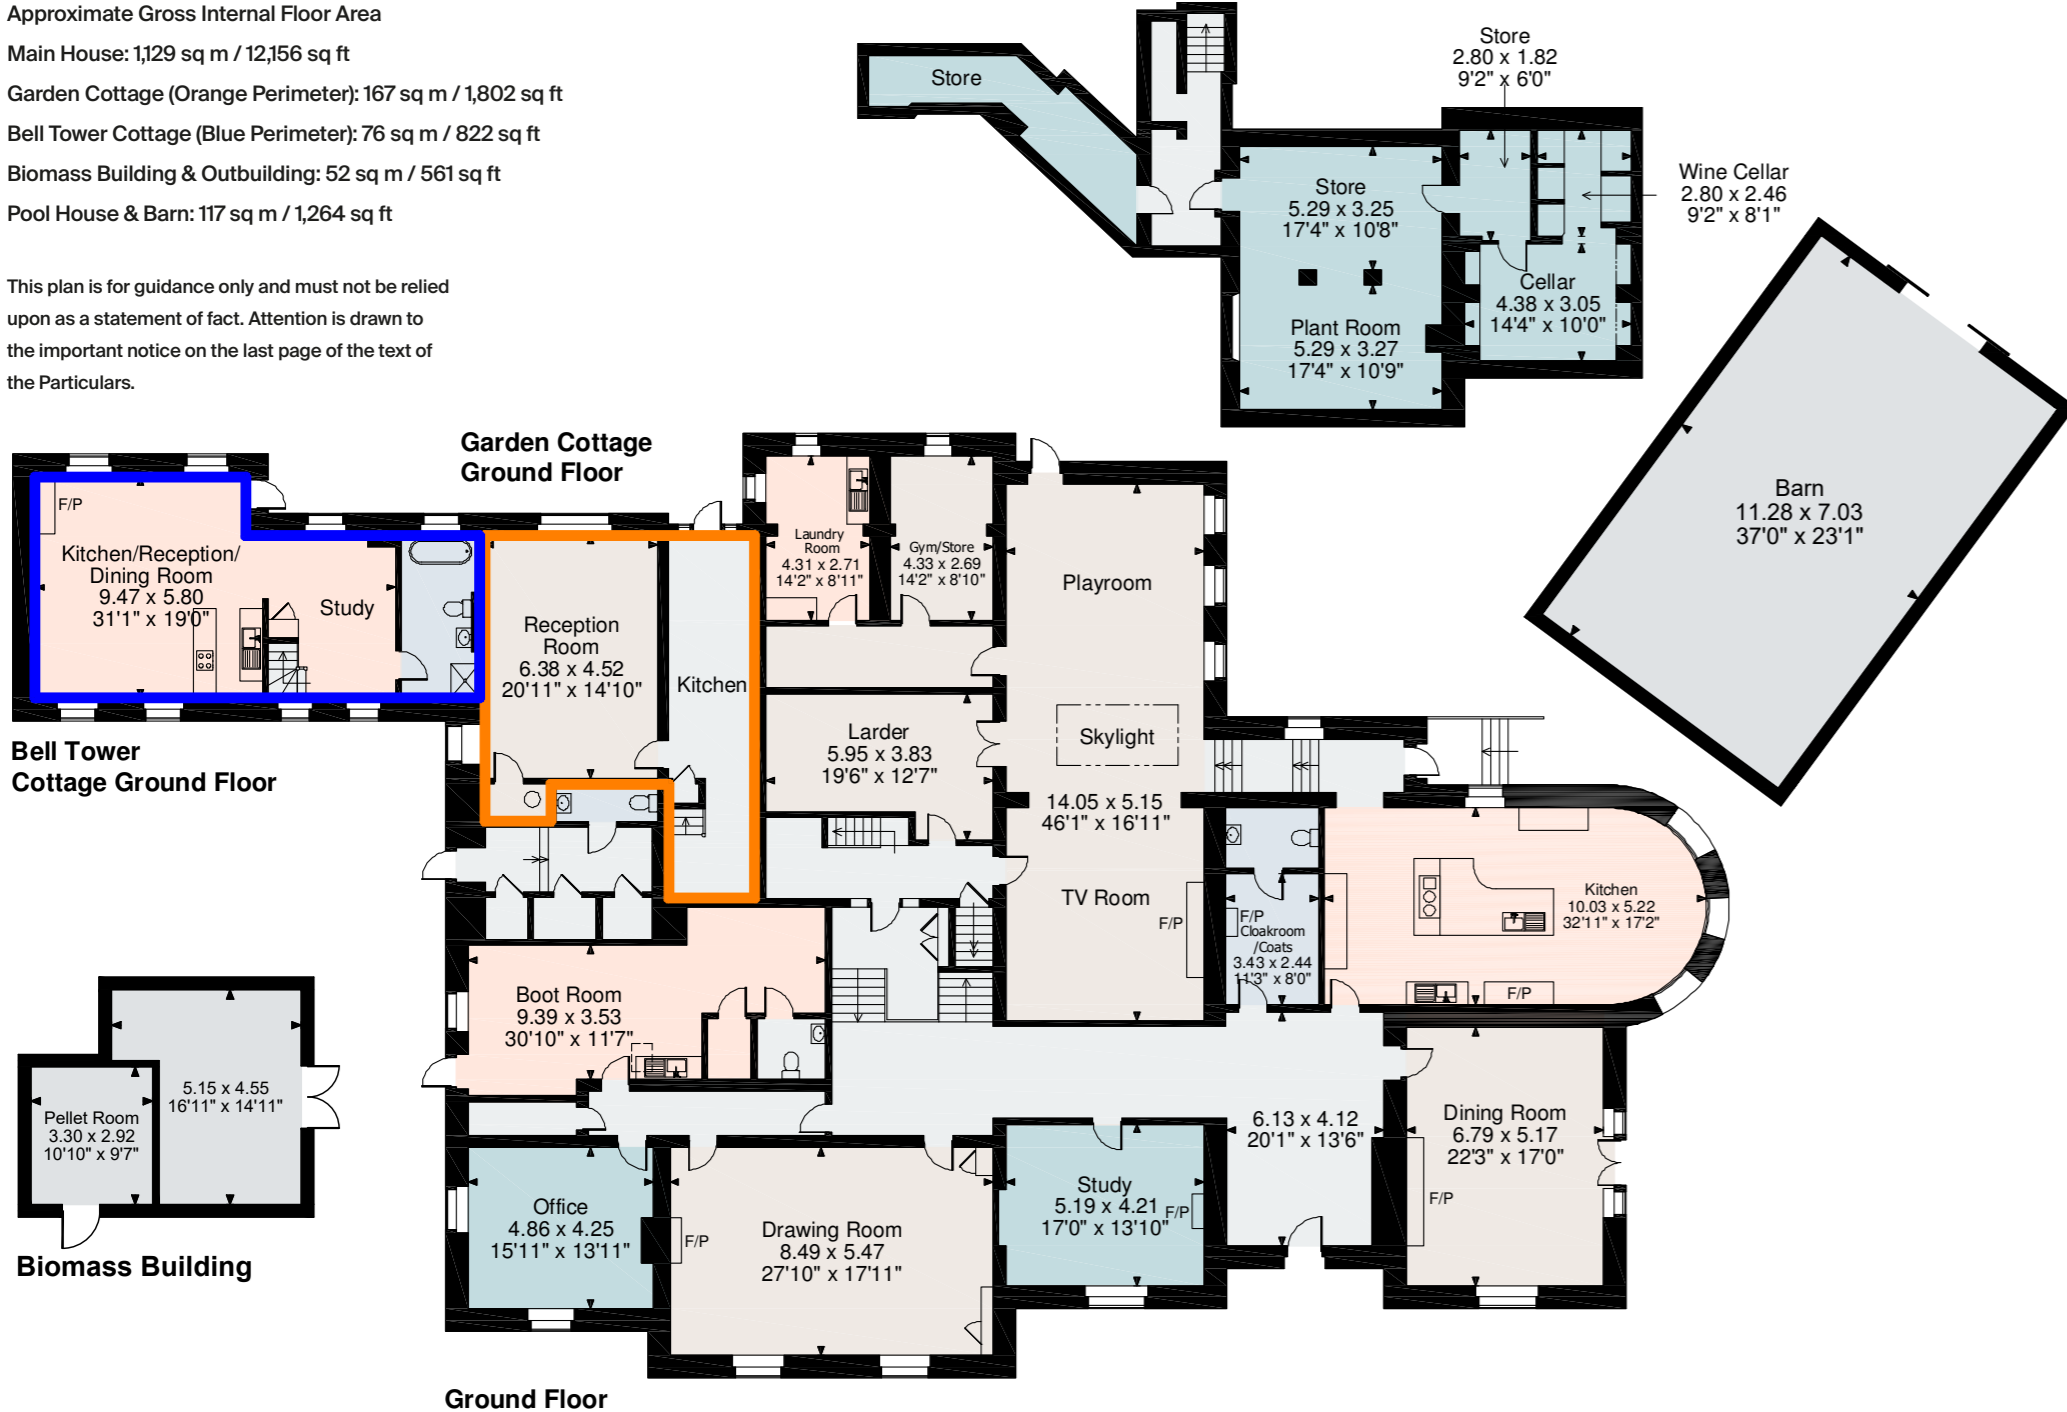 Approximate Gross Internal Floor Area
Main House: 1,129 sq m / 12,156 sq ft
Garden Cottage (Orange Perimeter): 167 sq m / 1,802 sq ft
Bell Tower Cottage (Blue Perimeter): 76 sq m / 822 sq ft
Biomass Building & Outbuilding: 52 sq m / 561 sq ft
Pool House & Barn: 117 sq m / 1,264 sq ft
This plan is for guidance only and must not be relied
upon as a statement of fact. Attention is drawn to
the important notice on the last page of the text of
the Particulars.
Store
Store
2.80 x 1.82
9'2" x 6'0"
Store
5.29 x 3.25
17'4" x 10'8"
Wine Cellar
2.80 x 2.46
9'2" x 8'1"
Cellar
4.38 x 3.05
14'4" x 10'0"
Plant Room
5.29 x 3.27
17'4" x 10'9"
Barn
11.28 x 7.03
37'0" x 23'1"
Garden Cottage
Ground Floor
F/P
Kitchen/Reception/
Dining Room
9.47 x 5.80
31'1" x 19'0"
Study
Reception
Room
6.38 x 4.52
20'11" x 14'10"
Kitchen
Laundry
Room
4.31 x 2.71
14'2" x 8'11"
Gym/Store
4.33 x 2.69
14'2" x 8'10"
Playroom
Skylight
14.05 x 5.15
46'1" x 16'11"
TV Room
F/P
Larder
5.95 x 3.83
19'6" x 12'7"
Bell Tower
Cottage Ground Floor
F/P
Cloakroom
/Coats
3.43 x 2.44
11'3" x 8'0"
Kitchen
10.03 x 5.22
32'11" x 17'2"
F/P
Boot Room
9.39 x 3.53
30'10" x 11'7"
5.15 x 4.55
16'11" x 14'11"
Pellet Room
3.30 x 2.92
10'10" x 9'7"
Biomass Building
6.13 x 4.12
20'1" x 13'6"
Dining Room
6.79 x 5.17
22'3" x 17'0"
F/P
Office
4.86 x 4.25
15'11" x 13'11"
F/P
Drawing Room
8.49 x 5.47
27'10" x 17'11"
Study
5.19 x 4.21
17'0" x 13'10"
F/P
Ground Floor